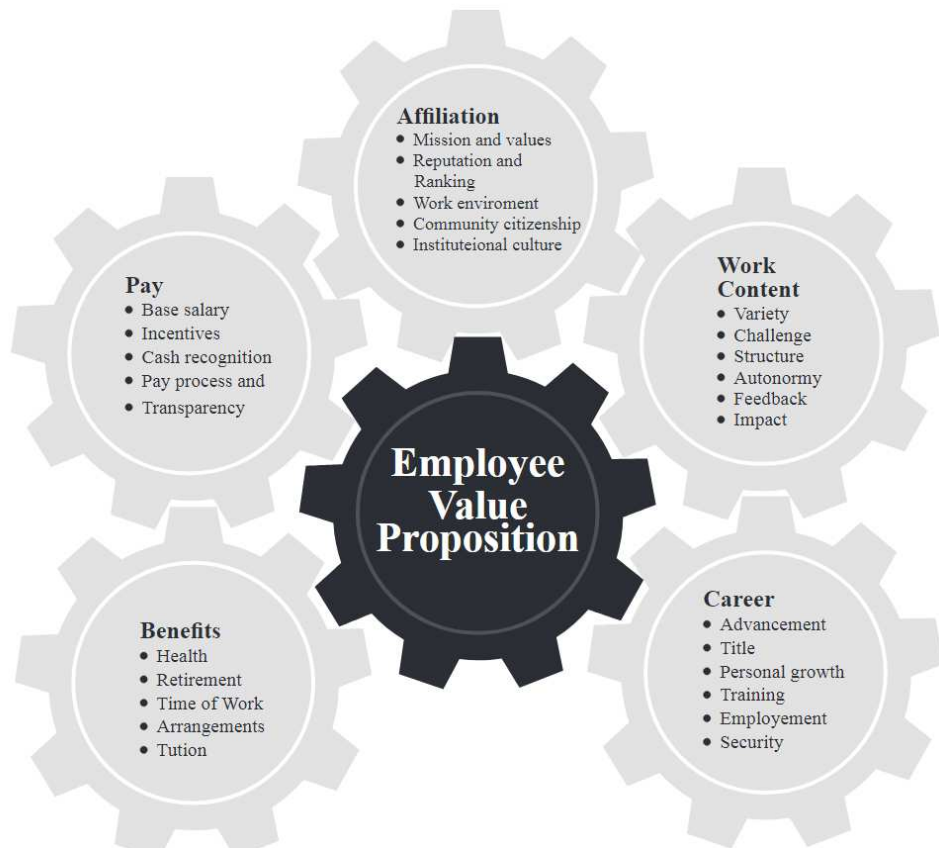 Affiliation
• Mission and values
• Reputation and
Ranking
• Work enviroment
• Community citizenship
• Instituteional culture
Pay
• Base salary
• Incentives
• Cash recognition
• Pay process and
• Transparency
Work
Content
• Variety
• Challenge
• Structure
• Autonormy
• Feedback
• Impact
Employee
Value
Proposition
Benefits
• Health
• Retirement
• Time of Work
• Arrangements
• Tution
Career
• Advancement
• Title
• Personal growth
• Training
• Employement
• Security